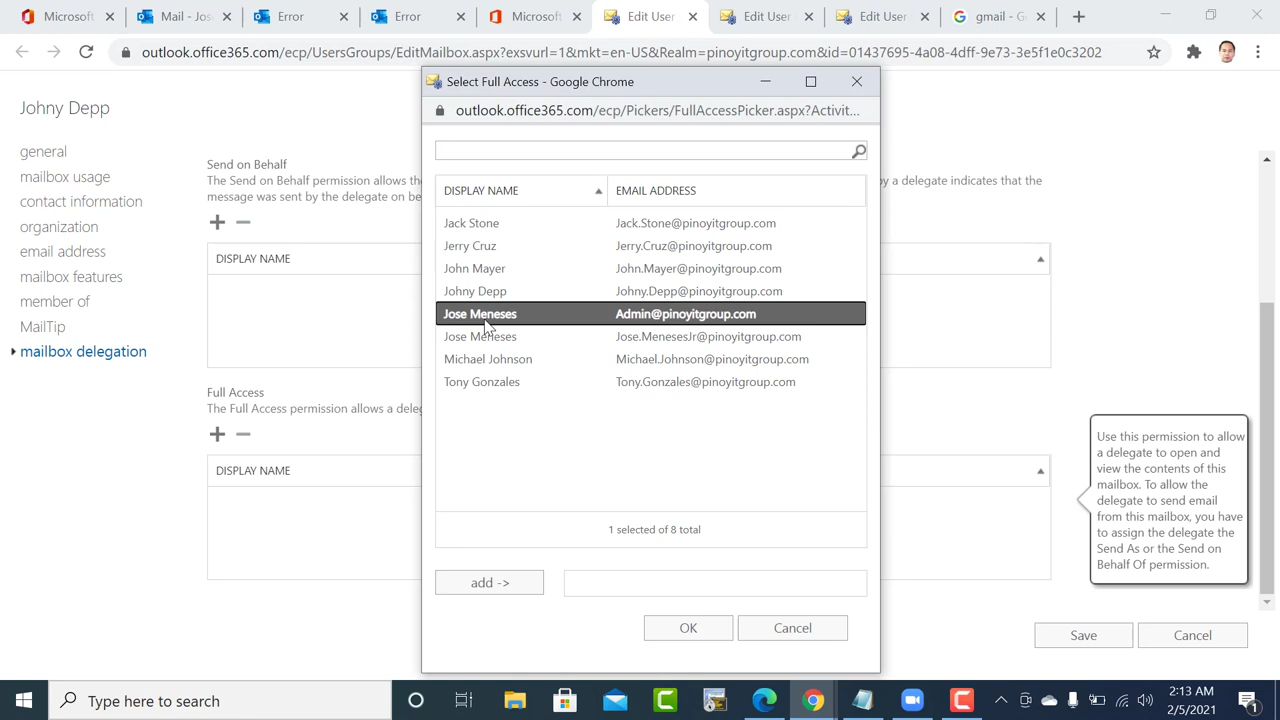 Microsoft
Mail - Jos
Error
Error
Microsoft
Edit User
Edit User
Edit User
gmail - G
outlook.office365.com/ecp/UsersGroups/EditMailbox.aspx?exsvurl=1&mkt=en-US&Realm=pinoyitgroup.com&id=01437695-4a08-4dff-9e73-3e5f1e0c3202
Select Full Access - Google Chrome
outlook.office365.com/ecp/Pickers/FullAccessPicker.aspx?Activit...
Johny Depp
general
mailbox usage
contact information
organization
email address
mailbox features
member of
MailTip
mailbox delegation
Send on Behalf
The Send on Behalf permission allows the
by a delegate indicates that the
message was sent by the delegate on be
DISPLAY NAME
Full Access
The Full Access permission allows a deleg
DISPLAY NAME
DISPLAY NAME EMAIL ADDRESS
Jack Stone Jack.Stone@pinoyitgroup.com
Jerry Cruz Jerry.Cruz@pinoyitgroup.com
John Mayer John.Mayer@pinoyitgroup.com
Johny Depp Johny.Depp@pinoyitgroup.com
Jose Meneses Admin@pinoyitgroup.com
Jose Meneses Jose.MenesesJr@pinoyitgroup.com
Michael Johnson Michael.Johnson@pinoyitgroup.com
Tony Gonzales Tony.Gonzales@pinoyitgroup.com
1 selected of 8 total
add ->
OK
Cancel
Use this permission to allow
a delegate to open and
view the contents of this
mailbox. To allow the
delegate to send email
from this mailbox, you have
to assign the delegate the
Send As or the Send on
Behalf Of permission.
Save
Cancel
Type here to search
2:13 AM
2/5/2021
1